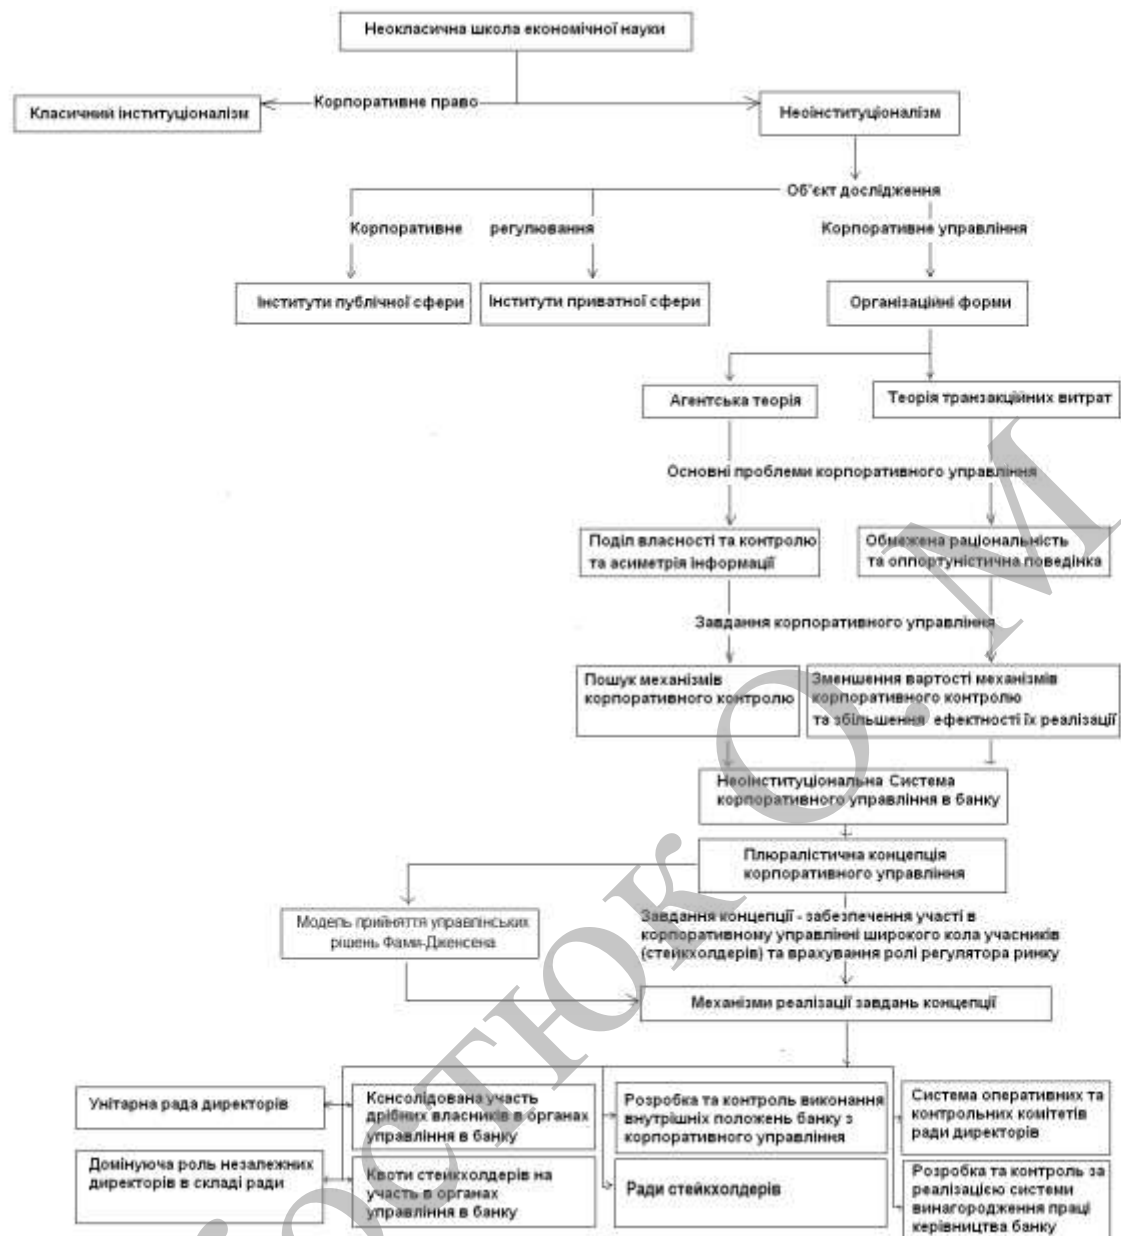 Неокласична школа економічної науки
Класичний інституціоналізм
Корпоративне право
Неоінституціоналізм
Об'єкт дослідження
Корпоративне регулювання
Корпоративне управління
Інститути публічної сфери
Інститути приватної сфери
Організаційні форми
Агентська теорія
Теорія транзакційних витрат
Основні проблеми корпоративного управління
Поділ власності та контролю
та асиметрія інформації
Обмежена раціональність
та оппортуністична поведінка
Завдання корпоративного управління
Пошук механізмів
корпоративного контролю
Зменшення вартості механізмів
корпоративного контролю
та збільшення ефектності їх реалізації
Неоінституціональна Система
корпоративного управління в банку
Плюралістична концепція
корпоративного управління
Модель прийняття управлінських
рішень Фами-Дженсена
Завдання концепції - забезпечення участі в
корпоративному управлінні широкого кола учасників
(стейкхолдерів) та врахування ролі регулятора ринку
Механізми реалізації завдань концепції
Унітарна рада директорів
Консолідована участь
дрібних власників в органах
управління в банку
Розробка та контроль виконання
внутрішніх положень банку з
корпоративного управління
Система оперативних та
контрольних комітетів
ради директорів
Домінуюча роль незалежних
директорів в складі ради
Квоти стейкхолдерів на
участь в органах
управління в банку
Ради стейкхолдерів
Розробка та контроль за
реалізацією системи
винагородження праці
керівництва банку
КОСТЮК О. М